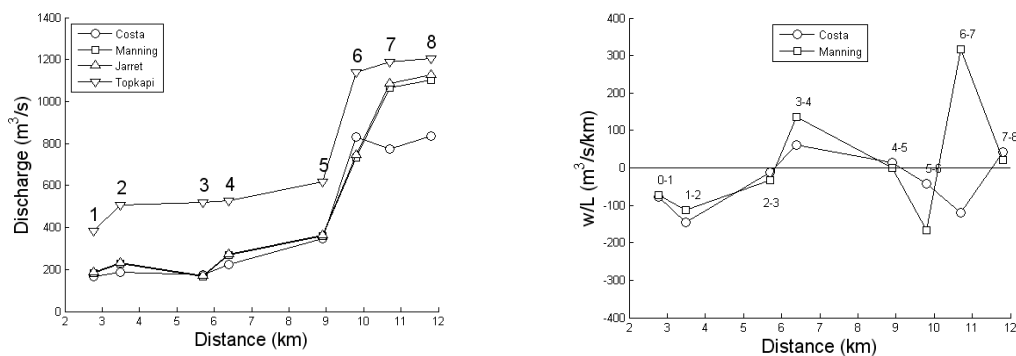 1400
1200
1000
800
600
400
200
0
Discharge (m³/s)
Costa
Manning
Jarret
Topkapi
1
2
3
4
5
6
7
8
2 3 4 5 6 7 8 9 10 11 12
Distance (km)
400
300
200
100
0
-100
-200
-300
-400
w/L (m³/s/km)
Costa
Manning
0-1
1-2
2-3
3-4
4-5
5-6
6-7
7-8
2 3 4 5 6 7 8 9 10 11 12
Distance (km)